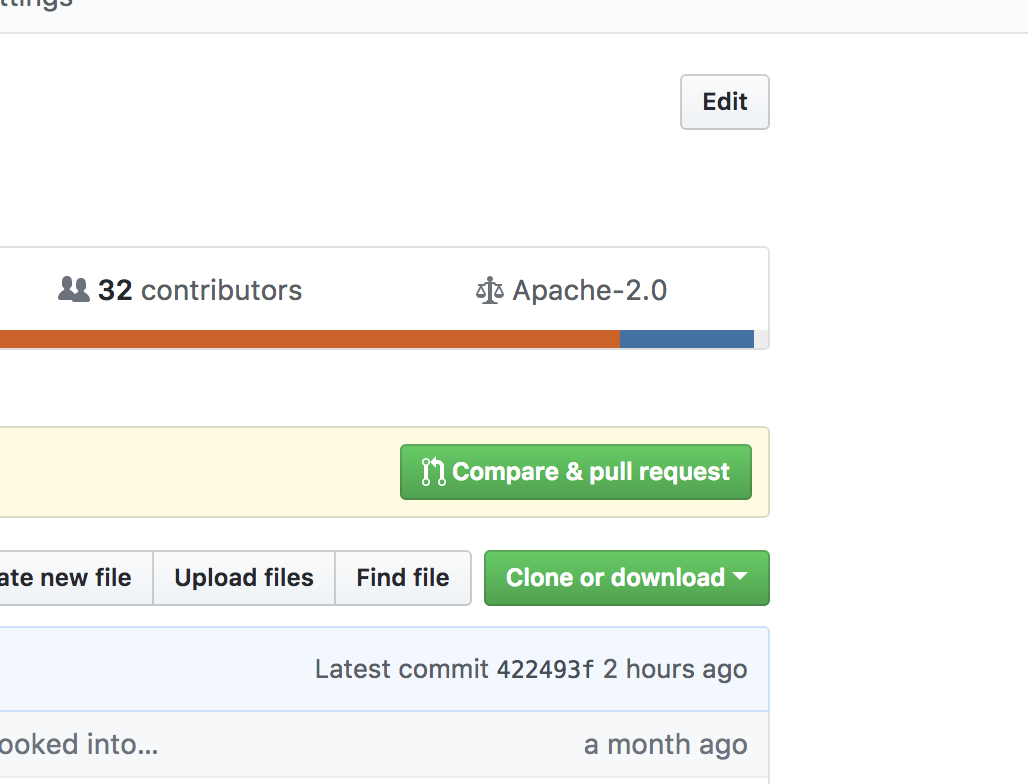 ttings
Edit
32 contributors
Apache-2.0
Compare & pull request
ate new file
Upload files
Find file
Clone or download
Latest commit 422493f 2 hours ago
ooked into…
a month ago